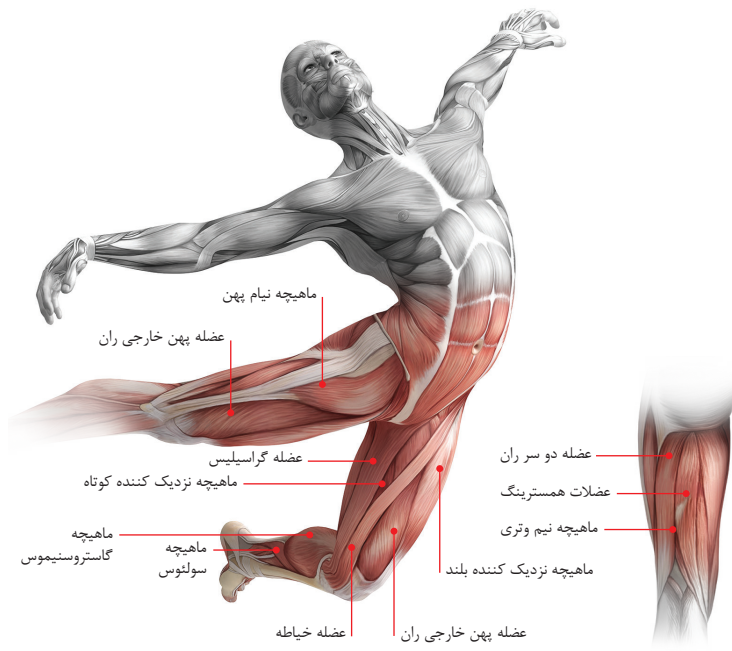 ماهیچه نیام پهن
عضله پهن خارجی ران
عضله گراسیلیس
ماهیچه نزدیک کننده کوتاه
ماهیچه
گاستروسنیموس
ماهیچه
سولئوس
عضله خیاطه
عضله پهن خارجی ران
ماهیچه نزدیک کننده بلند
عضله دو سر ران
عضلات همسترینگ
ماهیچه نیم وتری